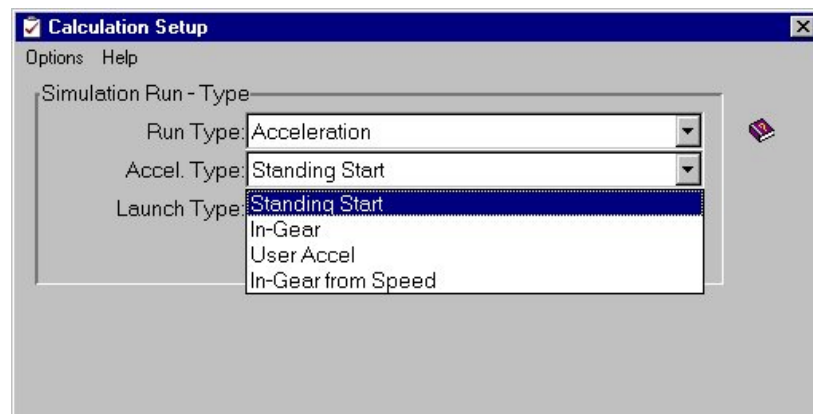 Calculation Setup
Options Help
Simulation Run - Type
Run Type: Acceleration
Accel. Type: Standing Start
Launch Type: Standing Start
In-Gear
User Accel
In-Gear from Speed